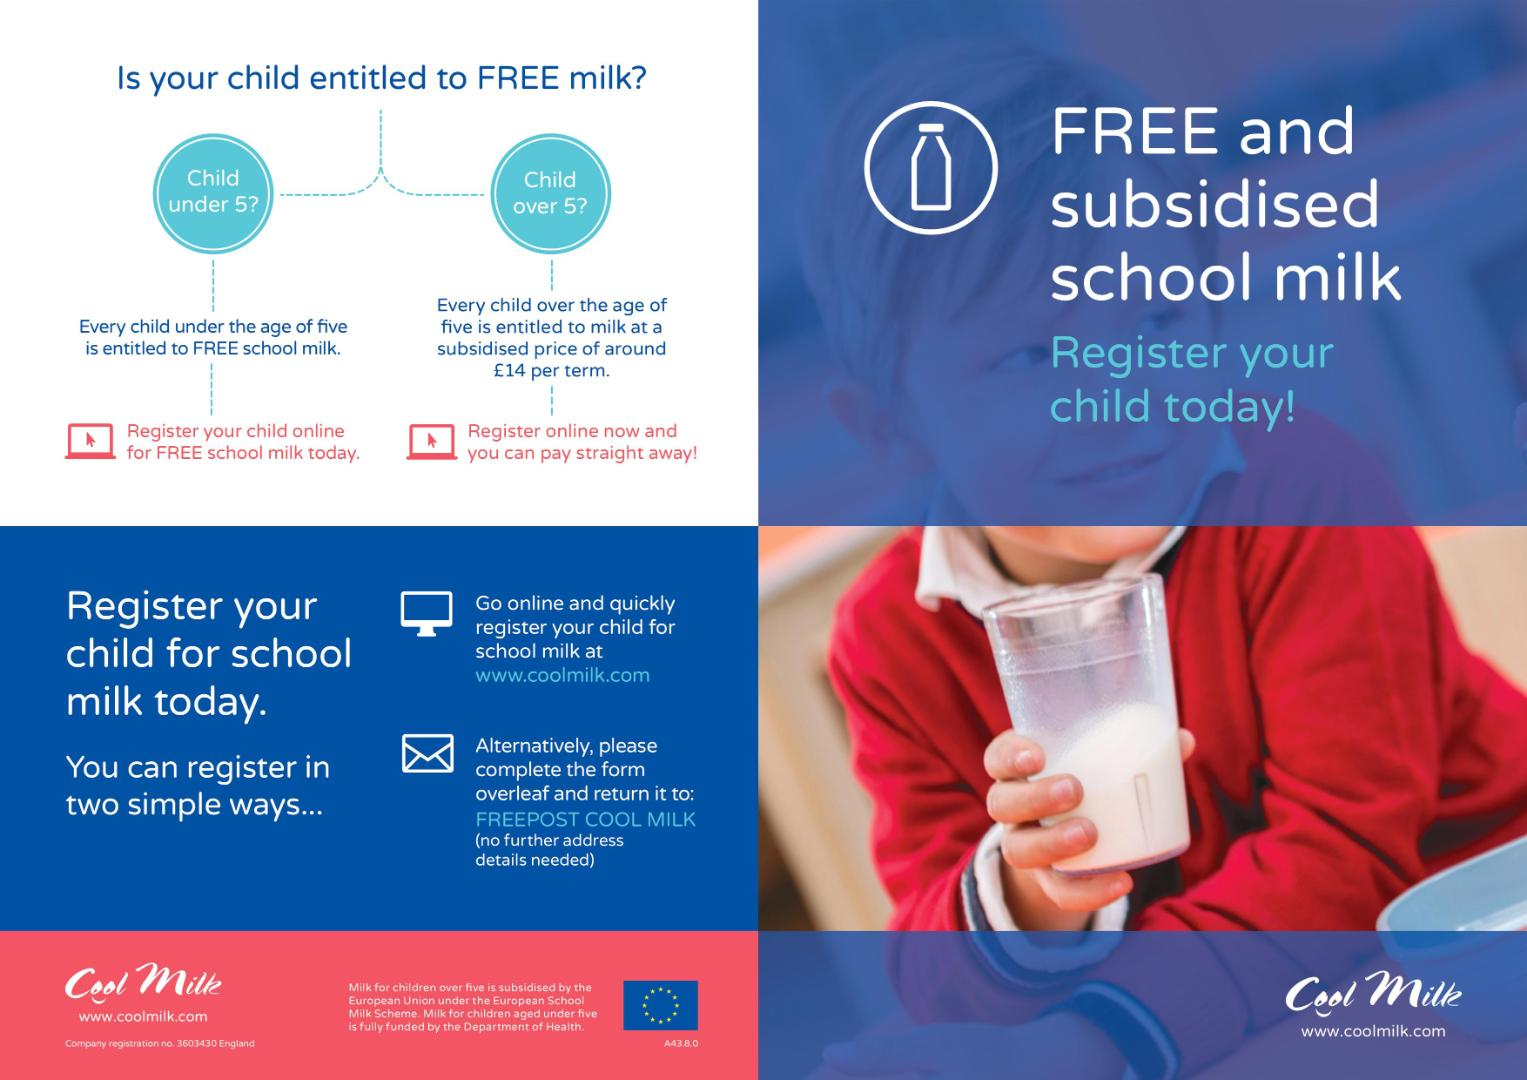 Is your child entitled to FREE milk?
Child
under 5?
Every child under the age of five
is entitled to FREE school milk.
Register your child online
for FREE school milk today.
Child
over 5?
Every child over the age of
five is entitled to milk at a
subsidised price of around
£14 per term.
Register online now and
you can pay straight away!
Register your
child for school
milk today.
You can register in
two simple ways...
Go online and quickly
register your child for
school milk at
www.coolmilk.com
Alternatively, please
complete the form
overleaf and return it to:
FREEPOST COOL MILK
(no further address
details needed)
Cool Milk
www.coolmilk.com
Company registration no. 3603430 England
Milk for children over five is subsidised by the
European Union under the European School
Milk Scheme. Milk for children aged under five
is fully funded by the Department of Health.
A43.8.0
FREE and
subsidised
school milk
Register your
child today!
Cool Milk
www.coolmilk.com